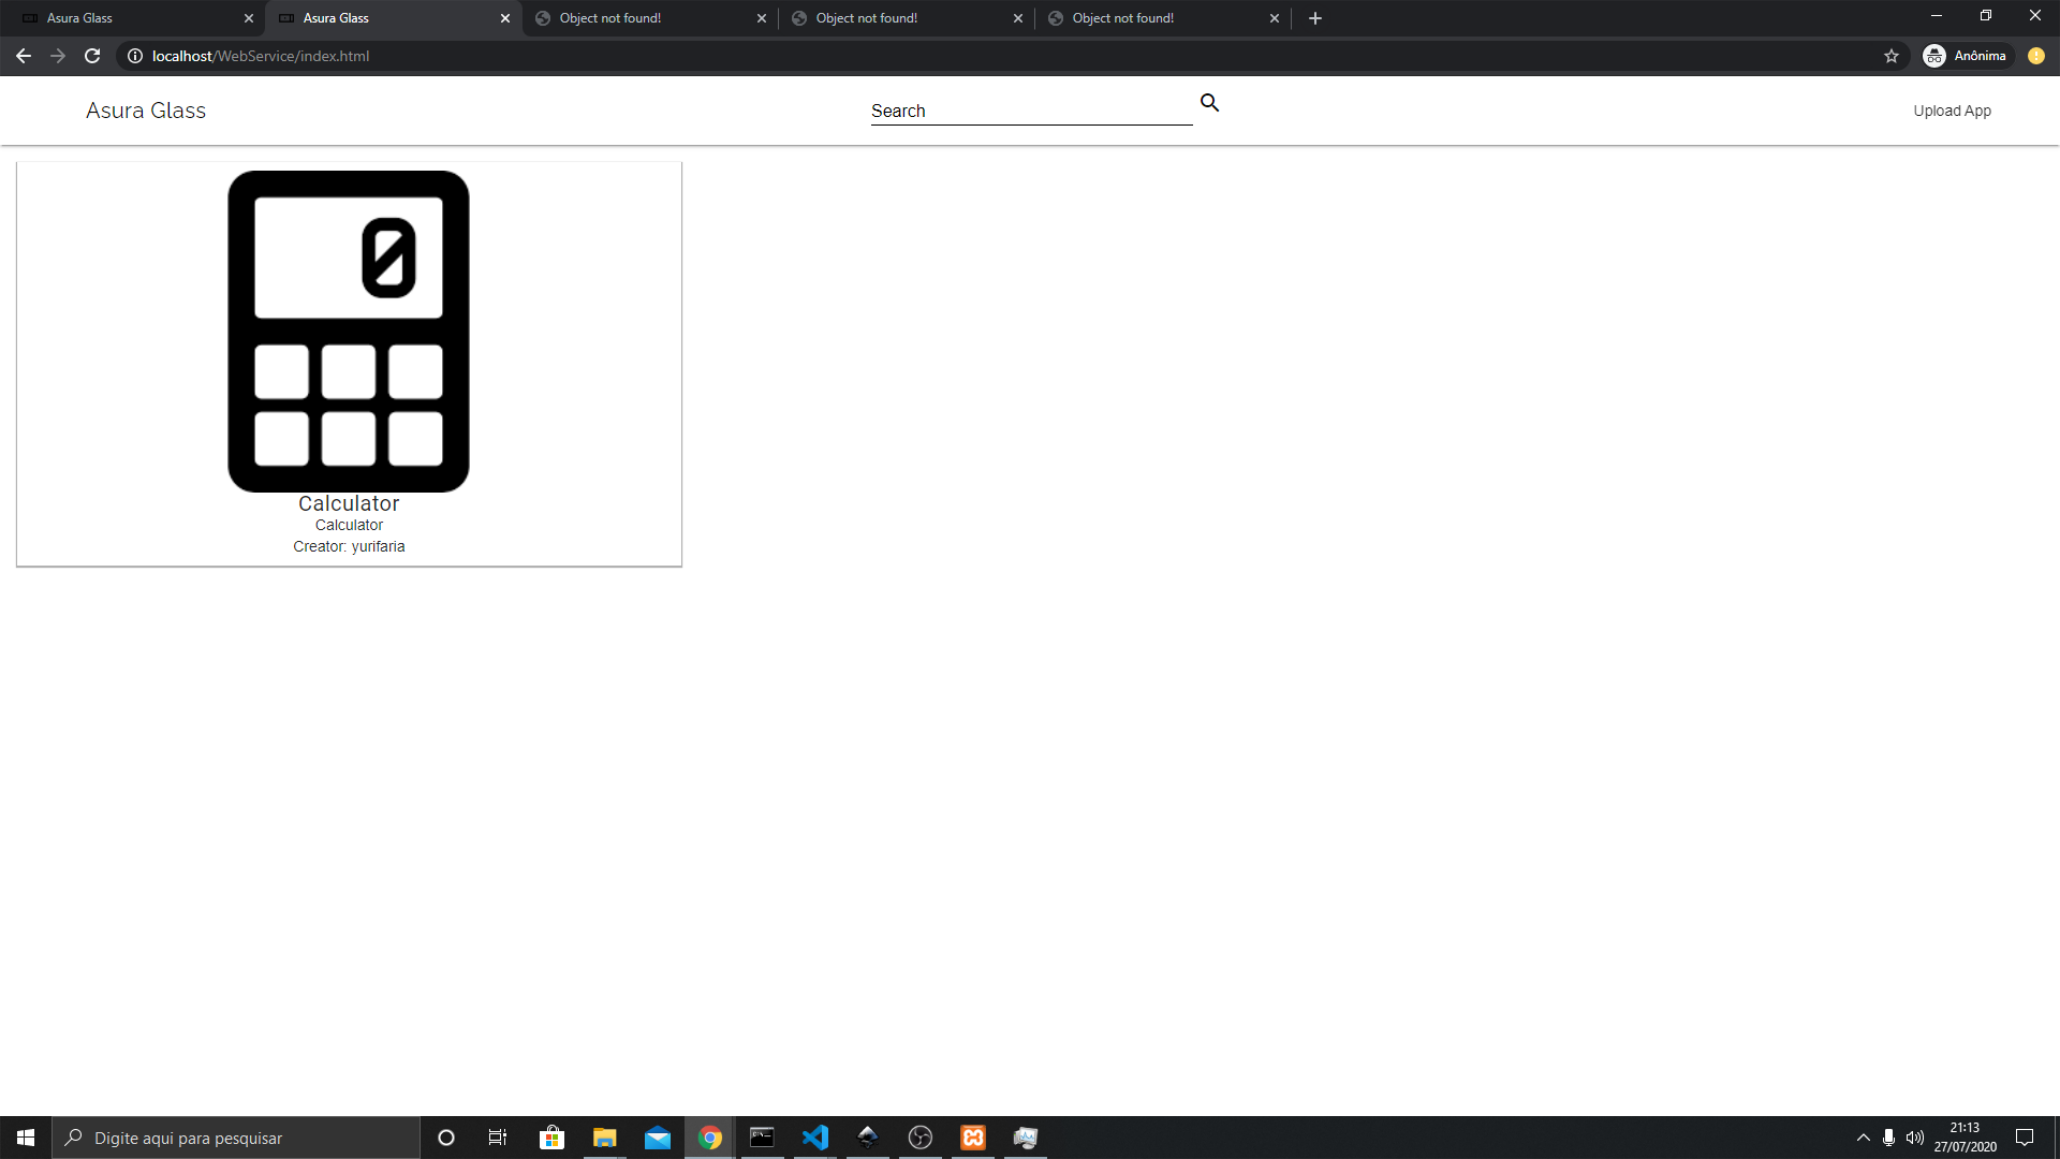 Asura Glass
Asura Glass
Object not found!
Object not found!
Object not found!
localhost/WebService/index.html
Anônima
Asura Glass
Search
Upload App
0
Calculator
Calculator
Creator: yurifaria
Digite aqui para pesquisar
21:13
27/07/2020